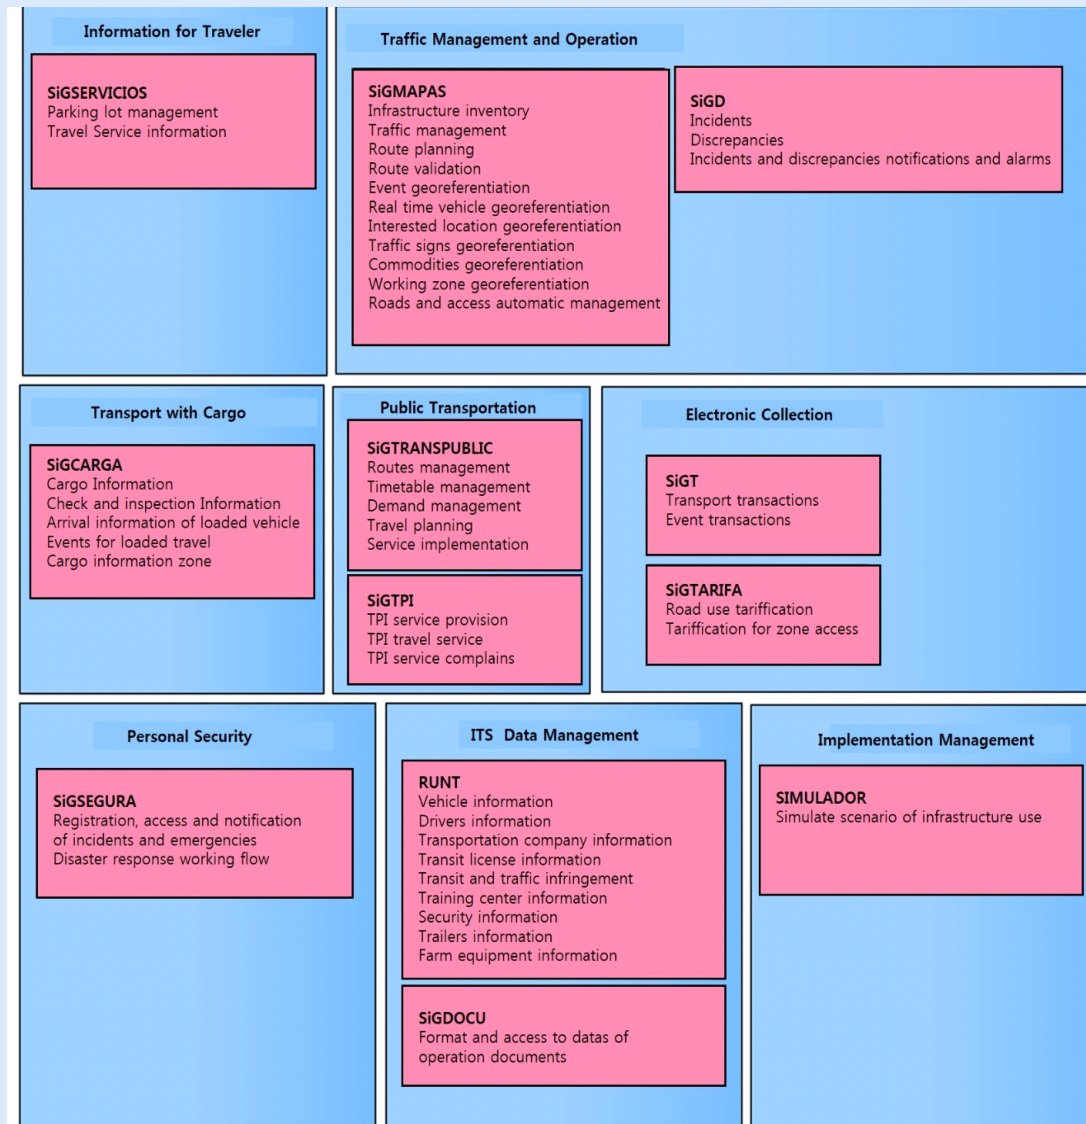 Information for Traveler
SiGSERVICIOS
Parking lot management
Travel Service information
Traffic Management and Operation
SiGMAPAS
Infrastructure inventory
Traffic management
Route planning
Route validation
Event georeferentiation
Real time vehicle georeferentiation
Interested location georeferentiation
Traffic signs georeferentiation
Commodities georeferentiation
Working zone georeferentiation
Roads and access automatic management
SiGD
Incidents
Discrepancies
Incidents and discrepancies notifications and alarms
Transport with Cargo
SiGCARGA
Cargo Information
Check and inspection Information
Arrival information of loaded vehicle
Events for loaded travel
Cargo information zone
Public Transportation
SiGTRANSPUBLIC
Routes management
Timetable management
Demand management
Travel planning
Service implementation
SiGTPI
TPI service provision
TPI travel service
TPI service complains
Electronic Collection
SiGT
Transport transactions
Event transactions
SiGTARIFA
Road use tariffication
Tariffication for zone access
Personal Security
SiGSEGURA
Registration, access and notification
of incidents and emergencies
Disaster response working flow
ITS Data Management
RUNT
Vehicle information
Drivers information
Transportation company information
Transit license information
Transit and traffic infringement
Training center information
Security information
Trailers information
Farm equipment information
SiGDOCU
Format and access to datas of
operation documents
Implementation Management
SIMULADOR
Simulate scenario of infrastructure use